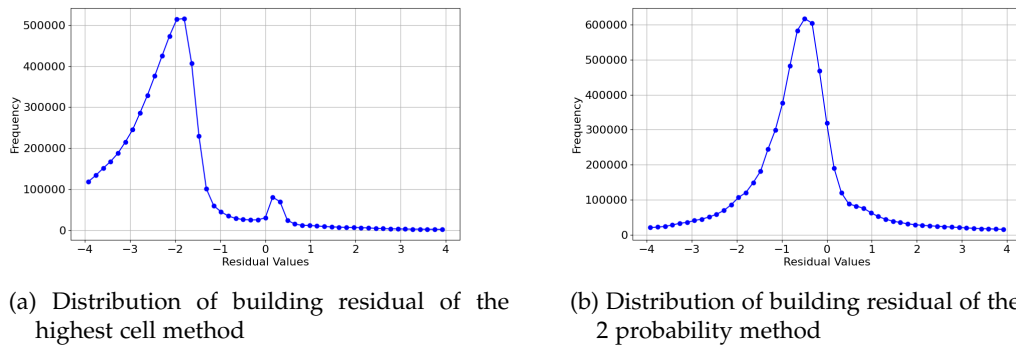 500000
400000
300000
200000
100000
0
Frequency
−4 −3 −2 −1 0 1 2 3 4
Residual Values
(a) Distribution of building residual of the
highest cell method
600000
500000
400000
300000
200000
100000
0
Frequency
−4 −3 −2 −1 0 1 2 3 4
Residual Values
(b) Distribution of building residual of the
2 probability method